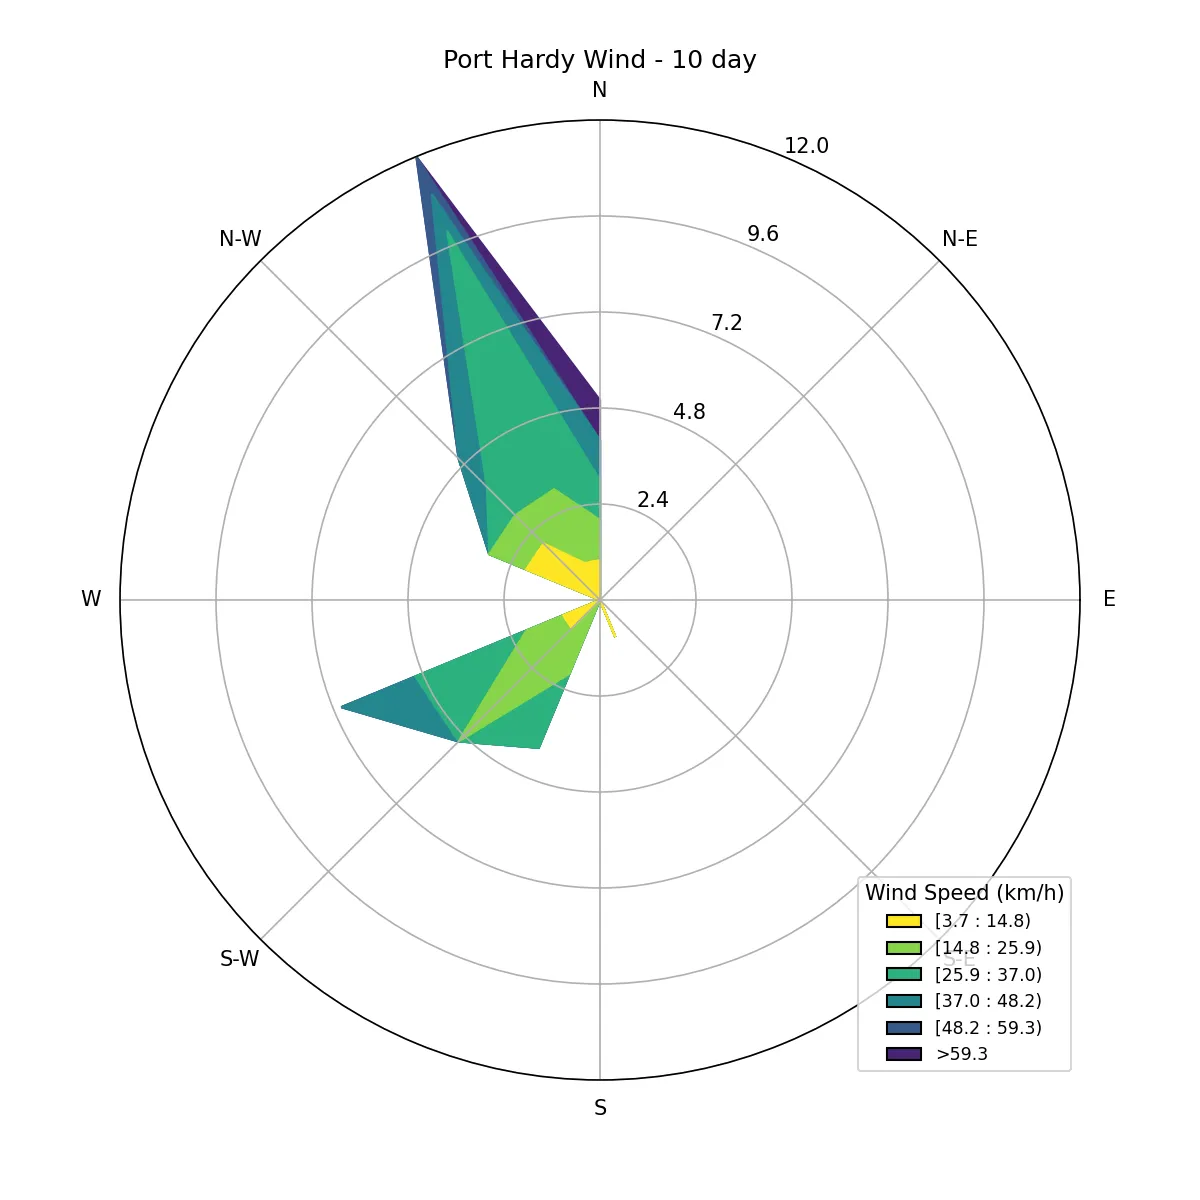 Port Hardy Wind - 10 day
N
12.0
N-W
9.6
N-E
7.2
4.8
2.4
W
E
S-W
S-E
S
Wind Speed (km/h)
[3.7 : 14.8)
[14.8 : 25.9)
[25.9 : 37.0)
[37.0 : 48.2)
[48.2 : 59.3)
>59.3